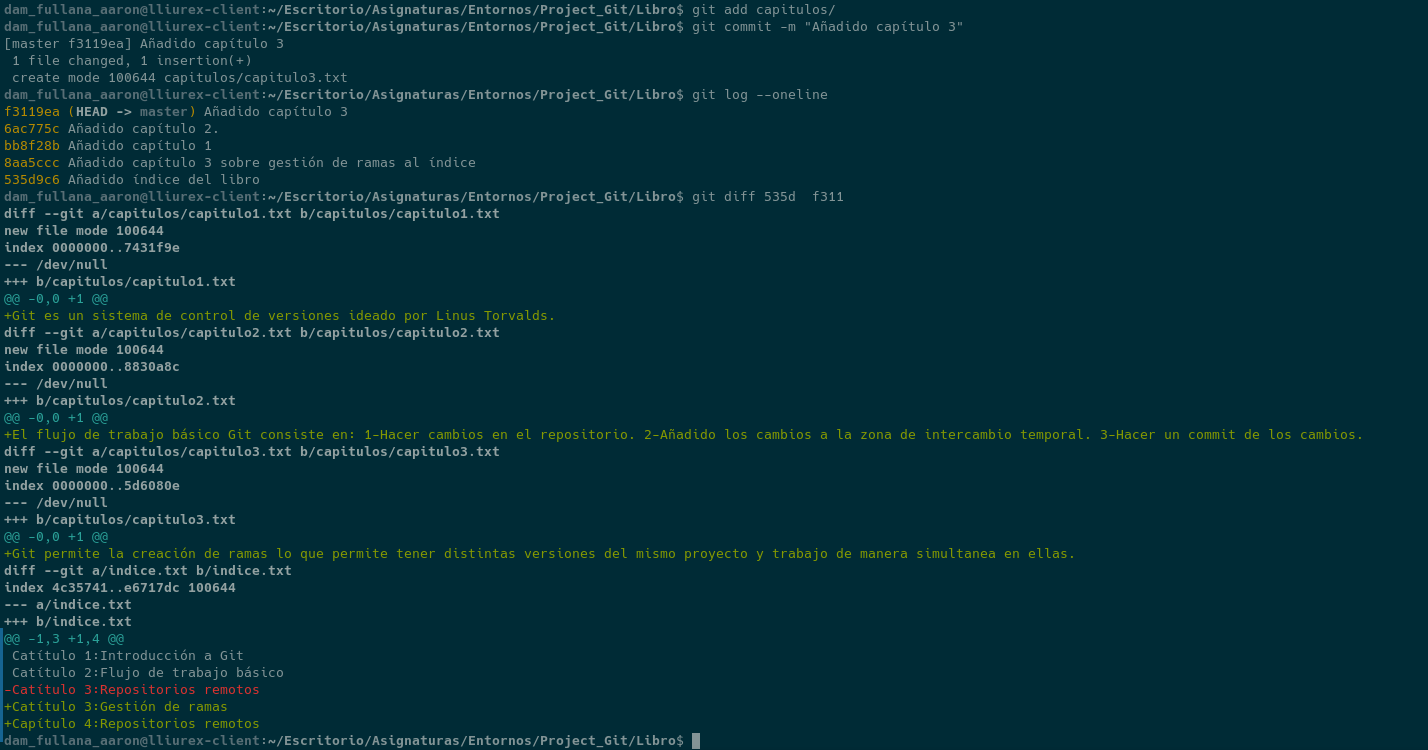 dam_fullana_aaron@lliurex-client:~/Escritorio/Asignaturas/Entornos/Project_Git/Libro$ git add capitulos/
dam_fullana_aaron@lliurex-client:~/Escritorio/Asignaturas/Entornos/Project_Git/Libro$ git commit -m "Añadido capítulo 3"
[master f3119ea] Añadido capítulo 3
 1 file changed, 1 insertion(+)
 create mode 100644 capitulos/capitulo3.txt
dam_fullana_aaron@lliurex-client:~/Escritorio/Asignaturas/Entornos/Project_Git/Libro$ git log --oneline
f3119ea (HEAD -> master) Añadido capítulo 3
6ac775c Añadido capítulo 2.
bb8f28b Añadido capítulo 1
8aa5ccc Añadido capítulo 3 sobre gestión de ramas al índice
535d9c6 Añadido índice del libro
dam_fullana_aaron@lliurex-client:~/Escritorio/Asignaturas/Entornos/Project_Git/Libro$ git diff 535d  f311
diff --git a/capitulos/capitulo1.txt b/capitulos/capitulo1.txt
new file mode 100644
index 0000000..7431f9e
--- /dev/null
+++ b/capitulos/capitulo1.txt
@@ -0,0 +1 @@
+Git es un sistema de control de versiones ideado por Linus Torvalds.
diff --git a/capitulos/capitulo2.txt b/capitulos/capitulo2.txt
new file mode 100644
index 0000000..8830a8c
--- /dev/null
+++ b/capitulos/capitulo2.txt
@@ -0,0 +1 @@
+El flujo de trabajo básico Git consiste en: 1-Hacer cambios en el repositorio. 2-Añadido los cambios a la zona de intercambio temporal. 3-Hacer un commit de los cambios.
diff --git a/capitulos/capitulo3.txt b/capitulos/capitulo3.txt
new file mode 100644
index 0000000..5d6080e
--- /dev/null
+++ b/capitulos/capitulo3.txt
@@ -0,0 +1 @@
+Git permite la creación de ramas lo que permite tener distintas versiones del mismo proyecto y trabajo de manera simultanea en ellas.
diff --git a/indice.txt b/indice.txt
index 4c35741..e6717dc 100644
--- a/indice.txt
+++ b/indice.txt
@@ -1,3 +1,4 @@
 Catítulo 1:Introducción a Git
 Catítulo 2:Flujo de trabajo básico
-Catítulo 3:Repositorios remotos
+Catítulo 3:Gestión de ramas
+Capítulo 4:Repositorios remotos
dam_fullana_aaron@lliurex-client:~/Escritorio/Asignaturas/Entornos/Project_Git/Libro$